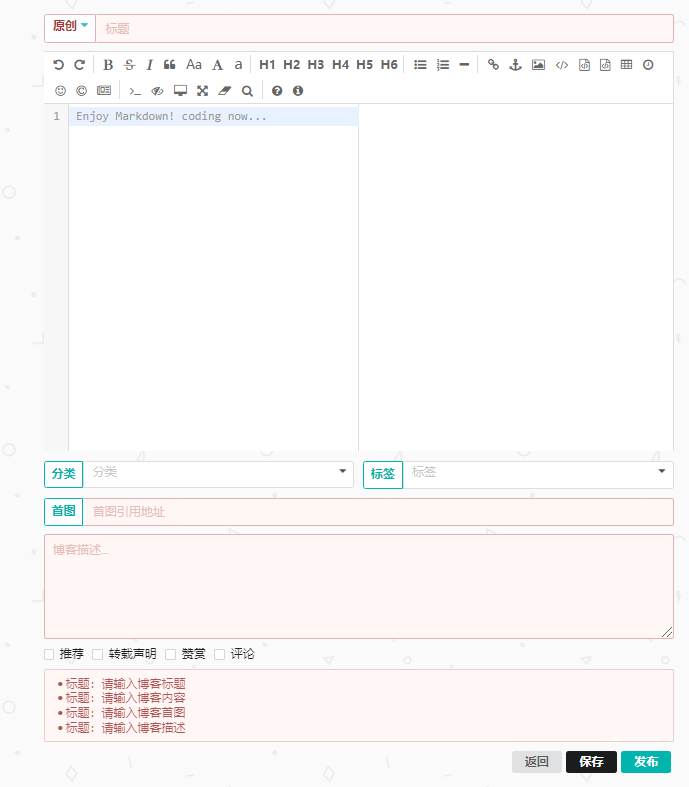 原创 标题
B S I Aa A a H1 H2 H3 H4 H5 H6
1 Enjoy Markdown! coding now...
分类 分类 标签 标签
首图 首图引用地址
博客描述...
推荐 转载声明 赞赏 评论
• 标题: 请输入博客标题
• 标题: 请输入博客内容
• 标题: 请输入博客首图
• 标题: 请输入博客描述
返回 保存 发布